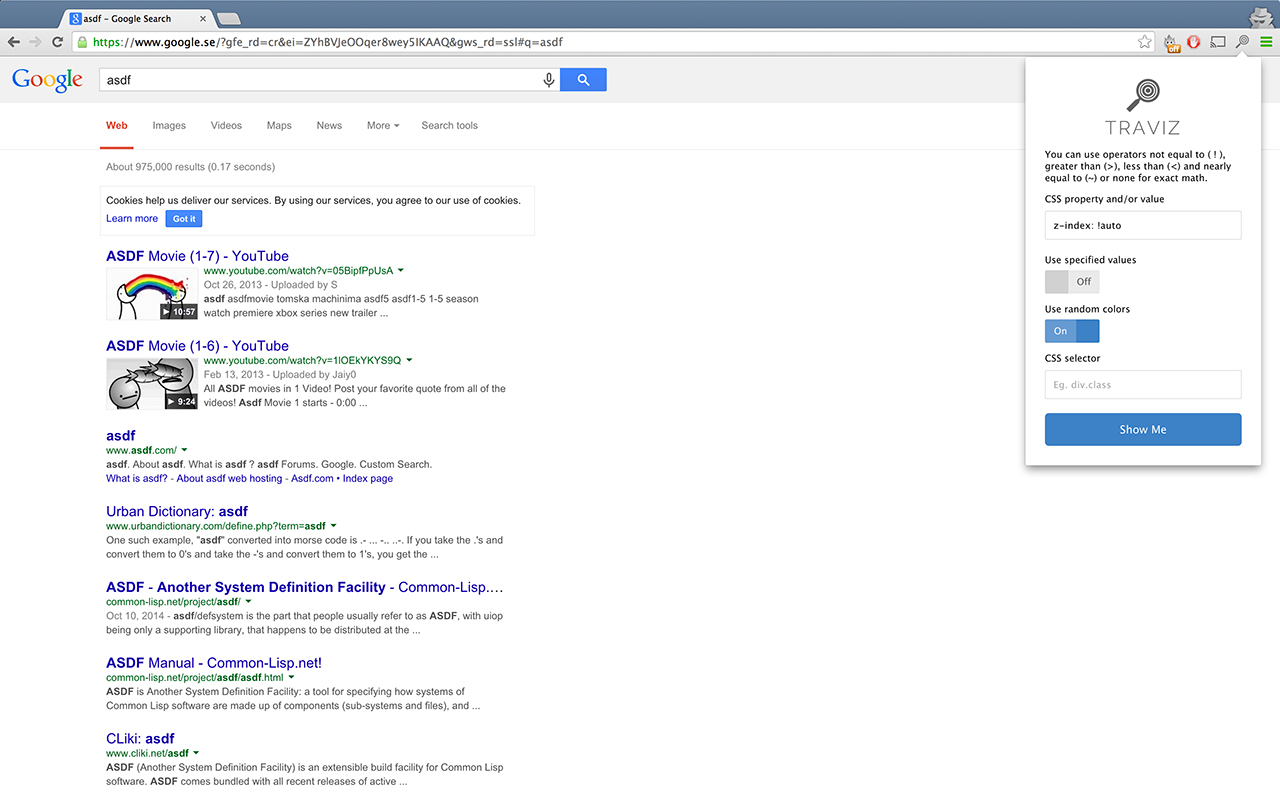 asdf - Google Search
https://www.google.se/?gfe_rd=cr&ei=ZYhBVJeOOqer8wey5IKAAQ&gws_rd=ssl#q=asdf
off
Google
asdf
Web Images Videos Maps News More Search tools
About 975,000 results (0.17 seconds)
Cookies help us deliver our services. By using our services, you agree to our use of cookies.
Learn more Got it
ASDF Movie (1-7) - YouTube
www.youtube.com/watch?v=05BipfPpUsA
Oct 26, 2013 - Uploaded by S
asdf asdfmovie tomska machinima asdf5 asdf1-5 1-5 season
watch premiere xbox series new trailer ...
10:57
ASDF Movie (1-6) - YouTube
www.youtube.com/watch?v=1lOEkYKYS9Q
Feb 13, 2013 - Uploaded by Jaiy0
All ASDF movies in 1 Video! Post your favorite quote from all of the
videos! Asdf Movie 1 starts - 0:00 ...
9:24
asdf
www.asdf.com/
asdf. About asdf. What is asdf ? asdf Forums. Google. Custom Search.
What is asdf? - About asdf web hosting - Asdf.com • Index page
Urban Dictionary: asdf
www.urbandictionary.com/define.php?term=asdf
One such example, "asdf" converted into morse code is .- ... -.. ..-. If you take the .'s and
convert them to 0's and take the -'s and convert them to 1's, you get the ...
ASDF - Another System Definition Facility - Common-Lisp....
common-lisp.net/project/asdf/
Oct 10, 2014 - asdf/defsystem is the part that people usually refer to as ASDF, with uiop
being only a supporting library, that happens to be distributed at the ...
ASDF Manual - Common-Lisp.net!
common-lisp.net/project/asdf/asdf.html
ASDF is Another System Definition Facility: a tool for specifying how systems of
Common Lisp software are made up of components (sub-systems and files), and ...
CLiki: asdf
www.cliki.net/asdf
ASDF (Another System Definition Facility) is an extensible build facility for Common Lisp
software. ASDF comes bundled with all recent releases of active ...
TRAVIZ
You can use operators not equal to ( ! ),
greater than (>), less than (<) and nearly
equal to (~) or none for exact math.
CSS property and/or value
z-index: !auto
Use specified values
Off
Use random colors
On
CSS selector
Eg. div.class
Show Me